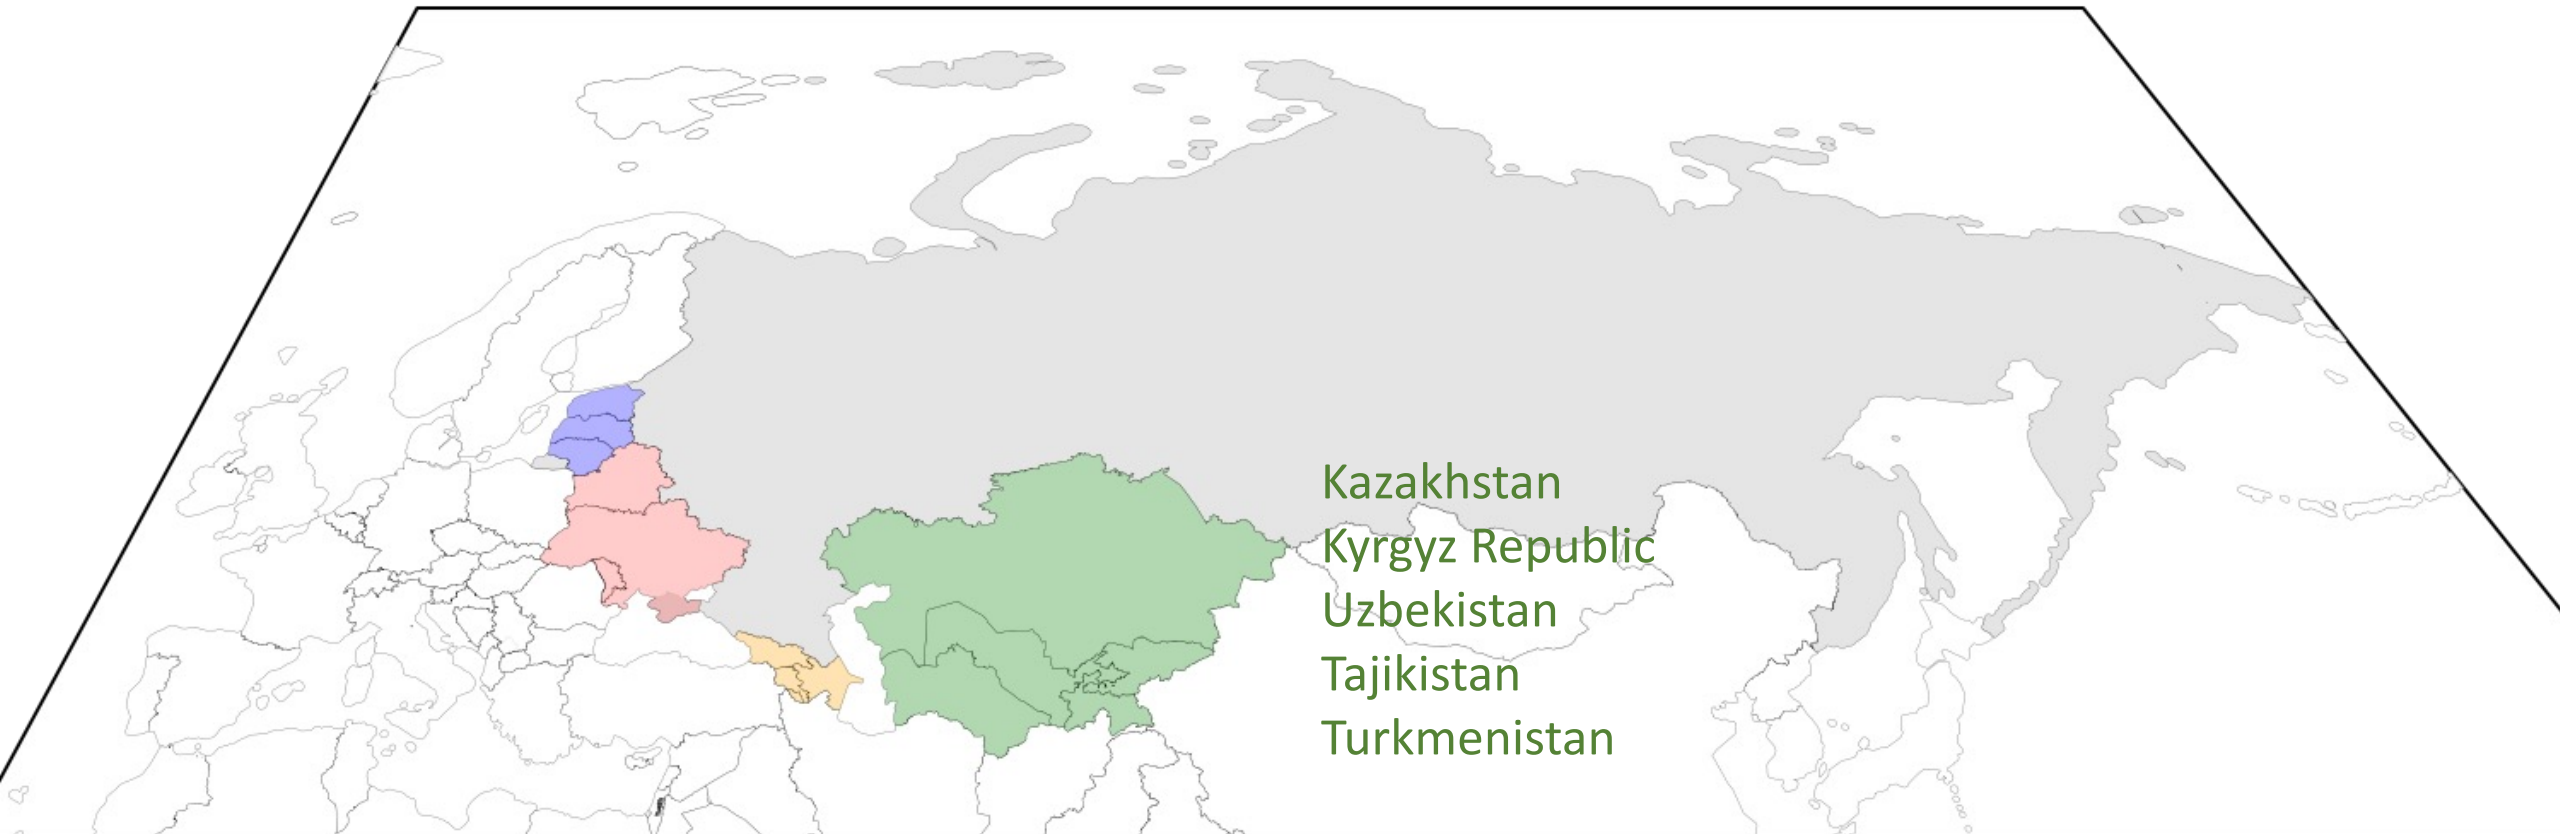 Kazakhstan
Kyrgyz Republic
Uzbekistan
Tajikistan
Turkmenistan